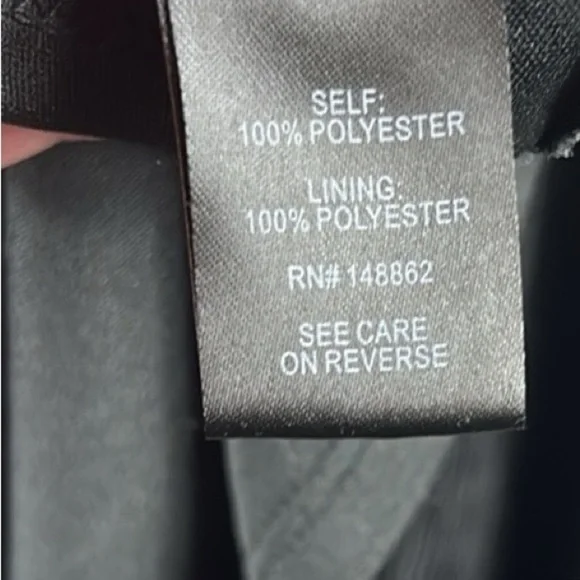 SELF:
100% POLYESTER
LINING:
100% POLYESTER
RN# 148862
SEE CARE
ON REVERSE